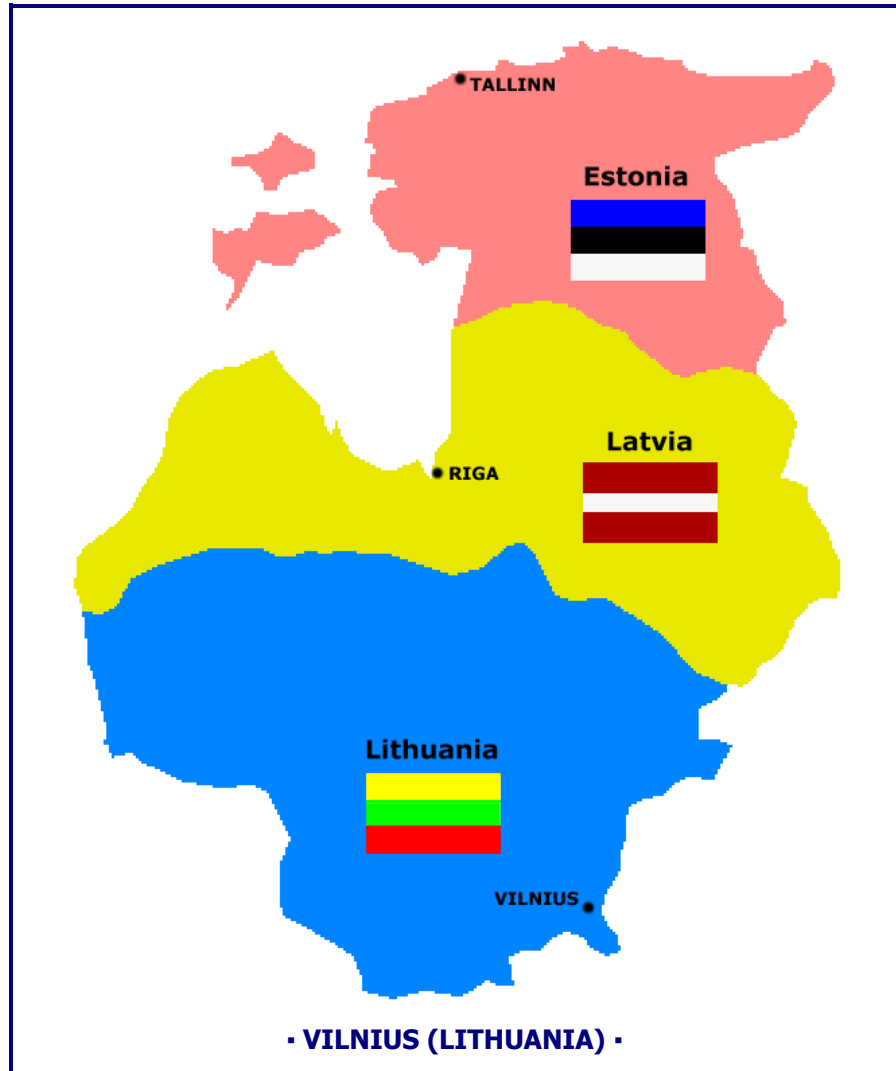 TALLINN
Estonia
Latvia
RIGA
Lithuania
VILNIUS
· VILNIUS (LITHUANIA) ·